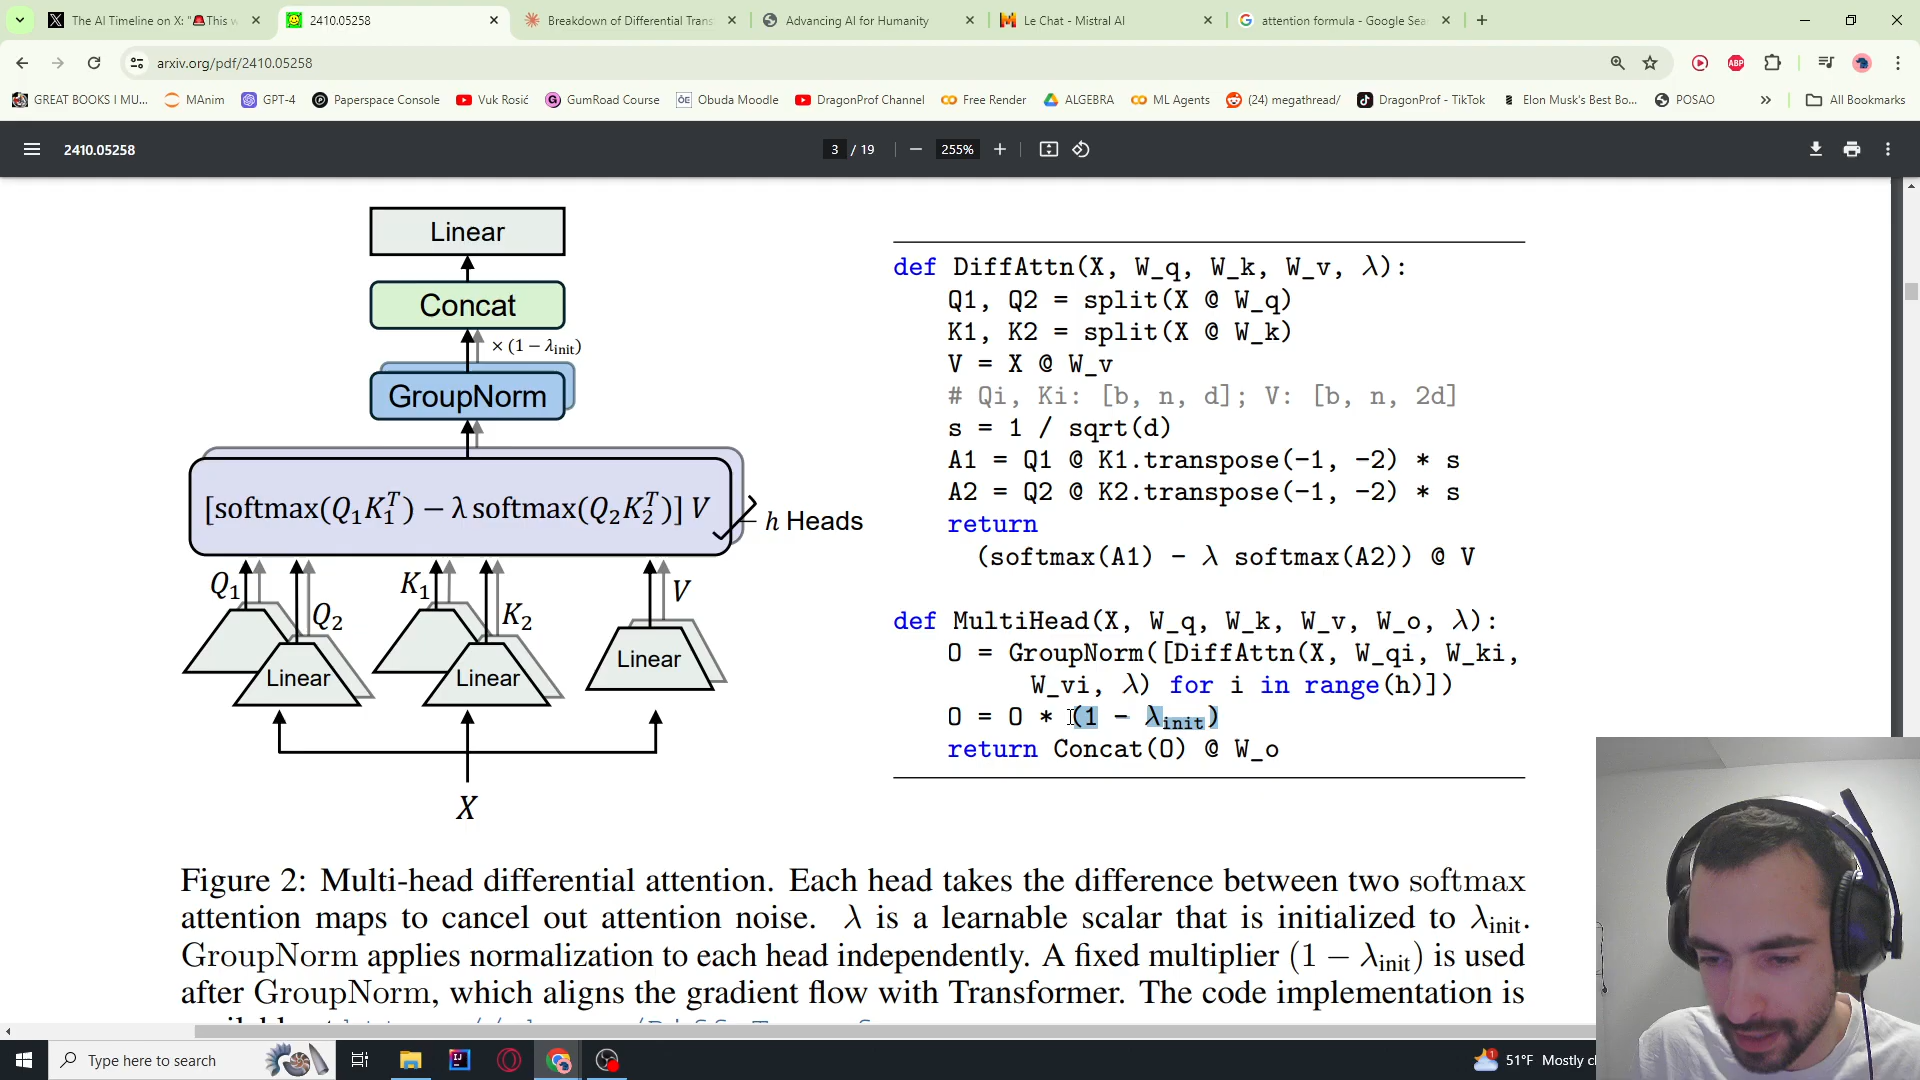 The AI Timeline on X: "🚨This w
2410.05258
Breakdown of Differential Trans
Advancing AI for Humanity
Le Chat - Mistral AI
attention formula - Google Sea
arxiv.org/pdf/2410.05258
GREAT BOOKS I MU...
MAnim
GPT-4
Paperspace Console
Vuk Rosić
GumRoad Course
Obuda Moodle
DragonProf Channel
Free Render
ALGEBRA
ML Agents
(24) megathread/
DragonProf - TikTok
Elon Musk's Best Bo...
POSAO
»
All Bookmarks
2410.05258
3 / 19
255%
Linear
Concat
× (1 − λinit)
GroupNorm
[softmax(Q₁K₁ᵀ) − λ softmax(Q₂K₂ᵀ)] V
h Heads
Q₁
Q₂
K₁
K₂
V
Linear
Linear
Linear
X
def DiffAttn(X, W_q, W_k, W_v, λ):
Q1, Q2 = split(X @ W_q)
K1, K2 = split(X @ W_k)
V = X @ W_v
# Qi, Ki: [b, n, d]; V: [b, n, 2d]
s = 1 / sqrt(d)
A1 = Q1 @ K1.transpose(−1, −2) * s
A2 = Q2 @ K2.transpose(−1, −2) * s
return
(softmax(A1) − λ softmax(A2)) @ V
def MultiHead(X, W_q, W_k, W_v, W_o, λ):
O = GroupNorm([DiffAttn(X, W_qi, W_ki,
W_vi, λ) for i in range(h)])
O = O * (1 − λinit)
return Concat(O) @ W_o
Figure 2: Multi-head differential attention. Each head takes the difference between two softmax
attention maps to cancel out attention noise. λ is a learnable scalar that is initialized to λinit.
GroupNorm applies normalization to each head independently. A fixed multiplier (1 − λinit) is used
after GroupNorm, which aligns the gradient flow with Transformer. The code implementation is
Type here to search
51°F Mostly cl